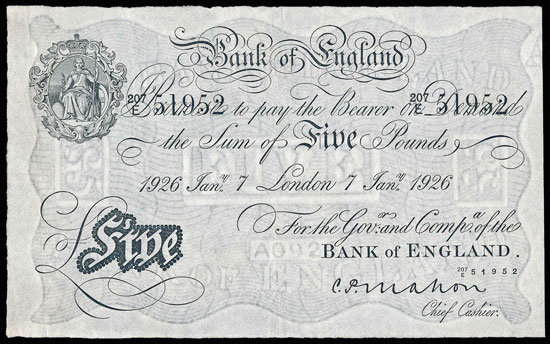 Bank of England
207/E 51952 207/E 51952
to pay the Bearer on Demand
the Sum of Five Pounds
1926 Jany. 7 London 7 Jany. 1926
For the Govr. and Compa. of the
BANK OF ENGLAND.
Five
207/E 51952
C.P. Mahon
Chief Cashier.